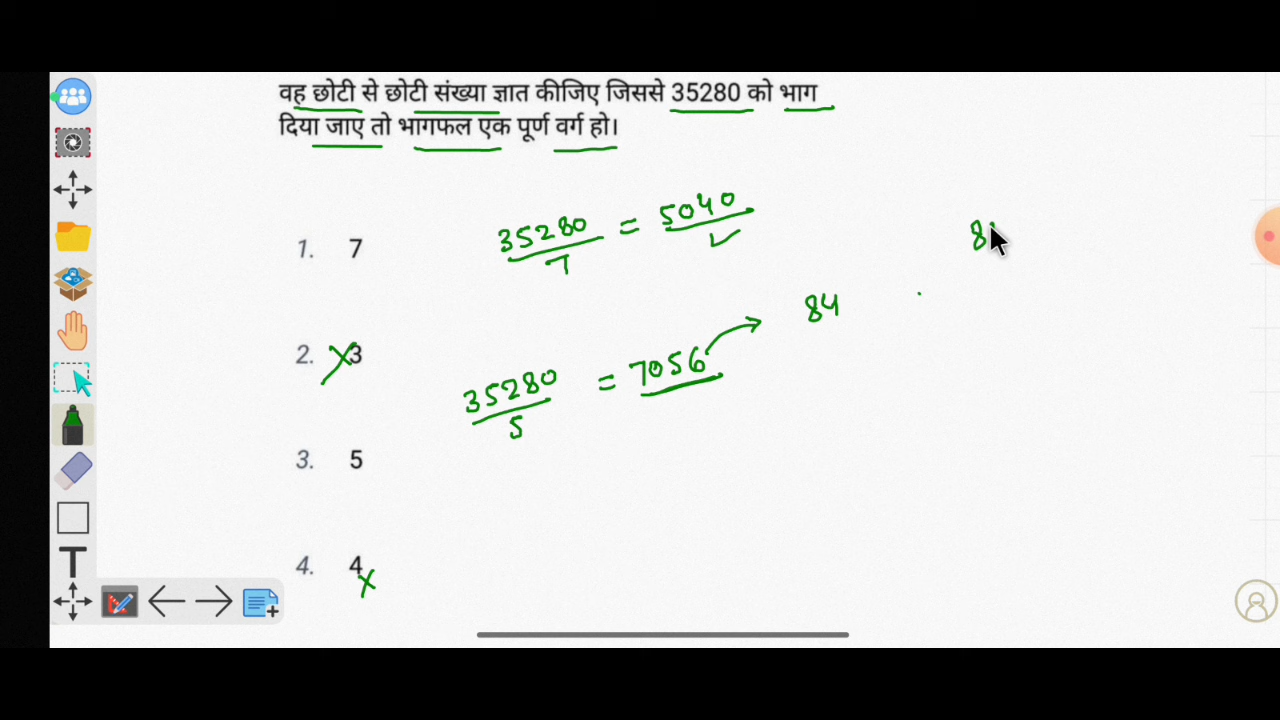 वह छोटी से छोटी संख्या ज्ञात कीजिए जिससे 35280 को भाग
दिया जाए तो भागफल एक पूर्ण वर्ग हो।
35280/7 = 5040
1. 7
8
84
2. 3
35280/5 = 7056
3. 5
4. 4
T